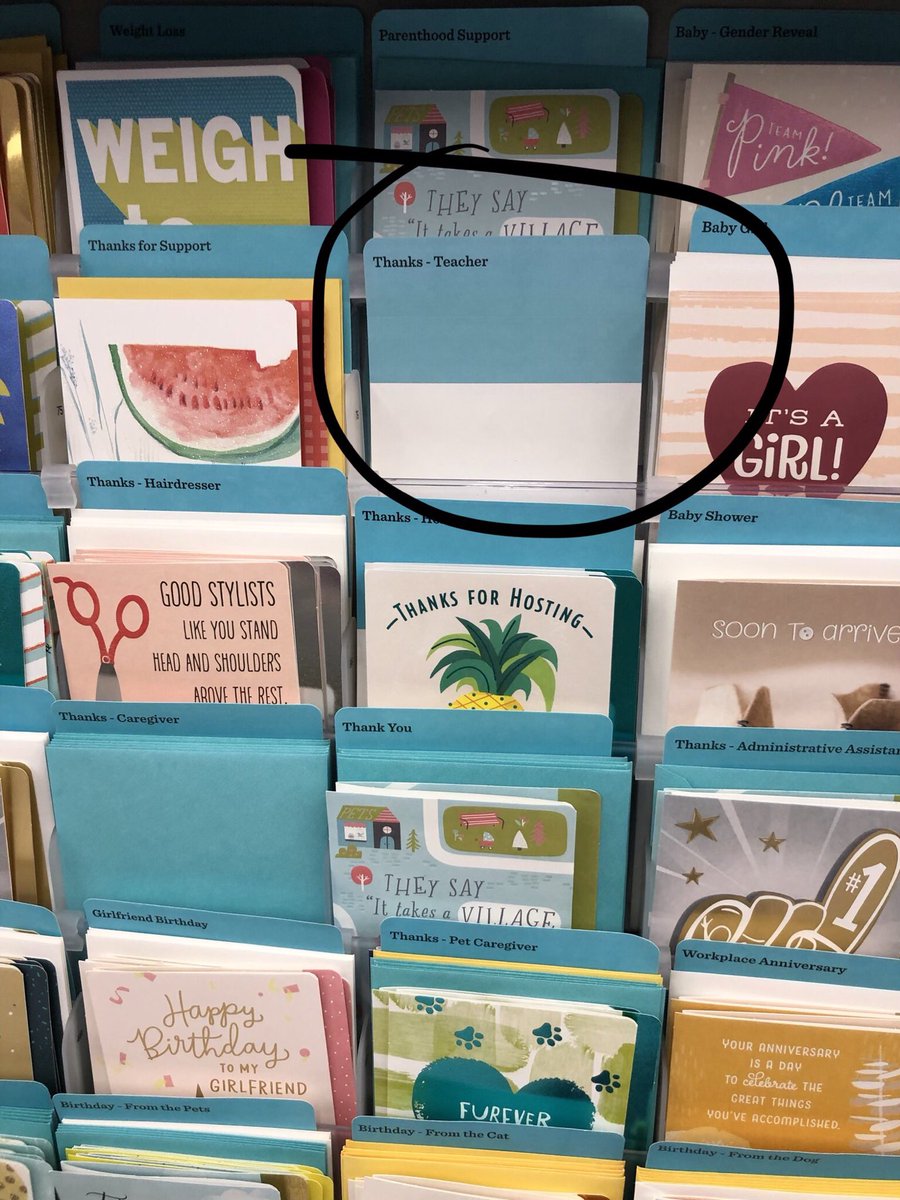 Weight Loss
Parenthood Support
Baby - Gender Reveal
WEIGH
to
TEAM
Pink!
TEAM
THEY SAY
"It takes a VILLAGE
Thanks for Support
Thanks - Teacher
Baby
IT'S A
GiRL!
Thanks - Hairdresser
Thanks -
Baby Shower
GOOD STYLISTS
LIKE YOU STAND
HEAD AND SHOULDERS
ABOVE THE REST.
THANKS FOR HOSTING
SOON TO ARRIVE
Thanks - Caregiver
Thank You
Thanks - Administrative Assistan
PETS
THEY SAY
"It takes a VILLAGE
#1
Girlfriend Birthday
Thanks - Pet Caregiver
Workplace Anniversary
Happy
Birthday
TO MY
GIRLFRIEND
FUREVER
YOUR ANNIVERSARY
IS A DAY
TO celebrate THE
GREAT THINGS
YOU'VE ACCOMPLISHED.
Birthday - From the Pets
Birthday - From the Cat
Birthday - From the Dog